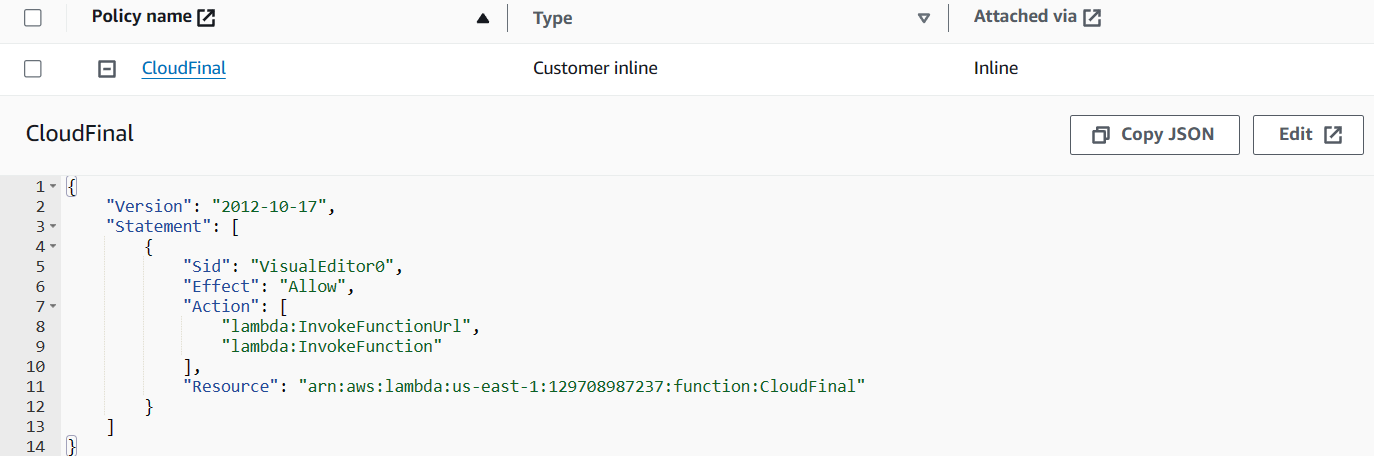 Policy name Type Attached via
CloudFinal Customer inline Inline
CloudFinal Copy JSON Edit
1 {
2 "Version": "2012-10-17",
3 "Statement": [
4 {
5 "Sid": "VisualEditor0",
6 "Effect": "Allow",
7 "Action": [
8 "lambda:InvokeFunctionUrl",
9 "lambda:InvokeFunction"
10 ],
11 "Resource": "arn:aws:lambda:us-east-1:129708987237:function:CloudFinal"
12 }
13 ]
14 }